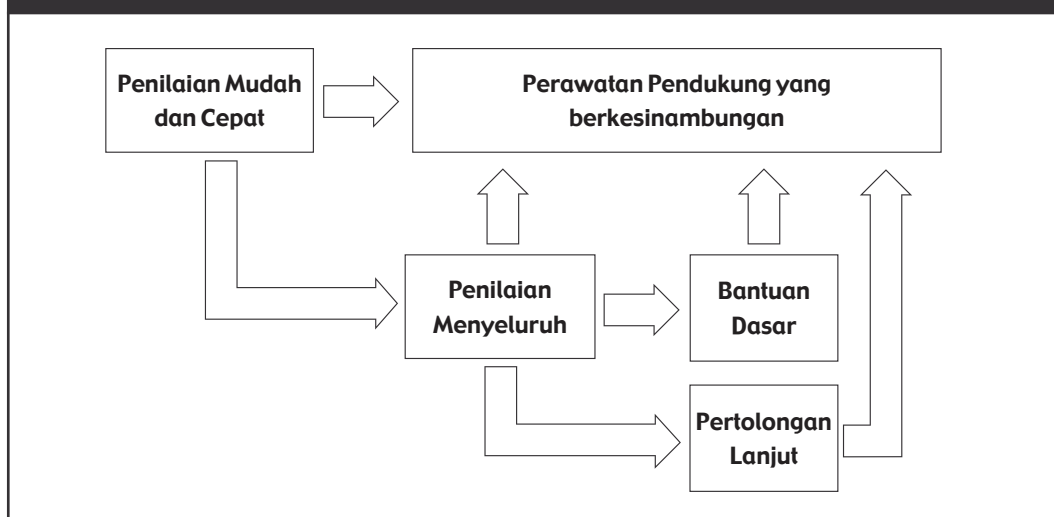 Penilaian Mudah
dan Cepat
Perawatan Pendukung yang
berkesinambungan
Penilaian
Menyeluruh
Bantuan
Dasar
Pertolongan
Lanjut